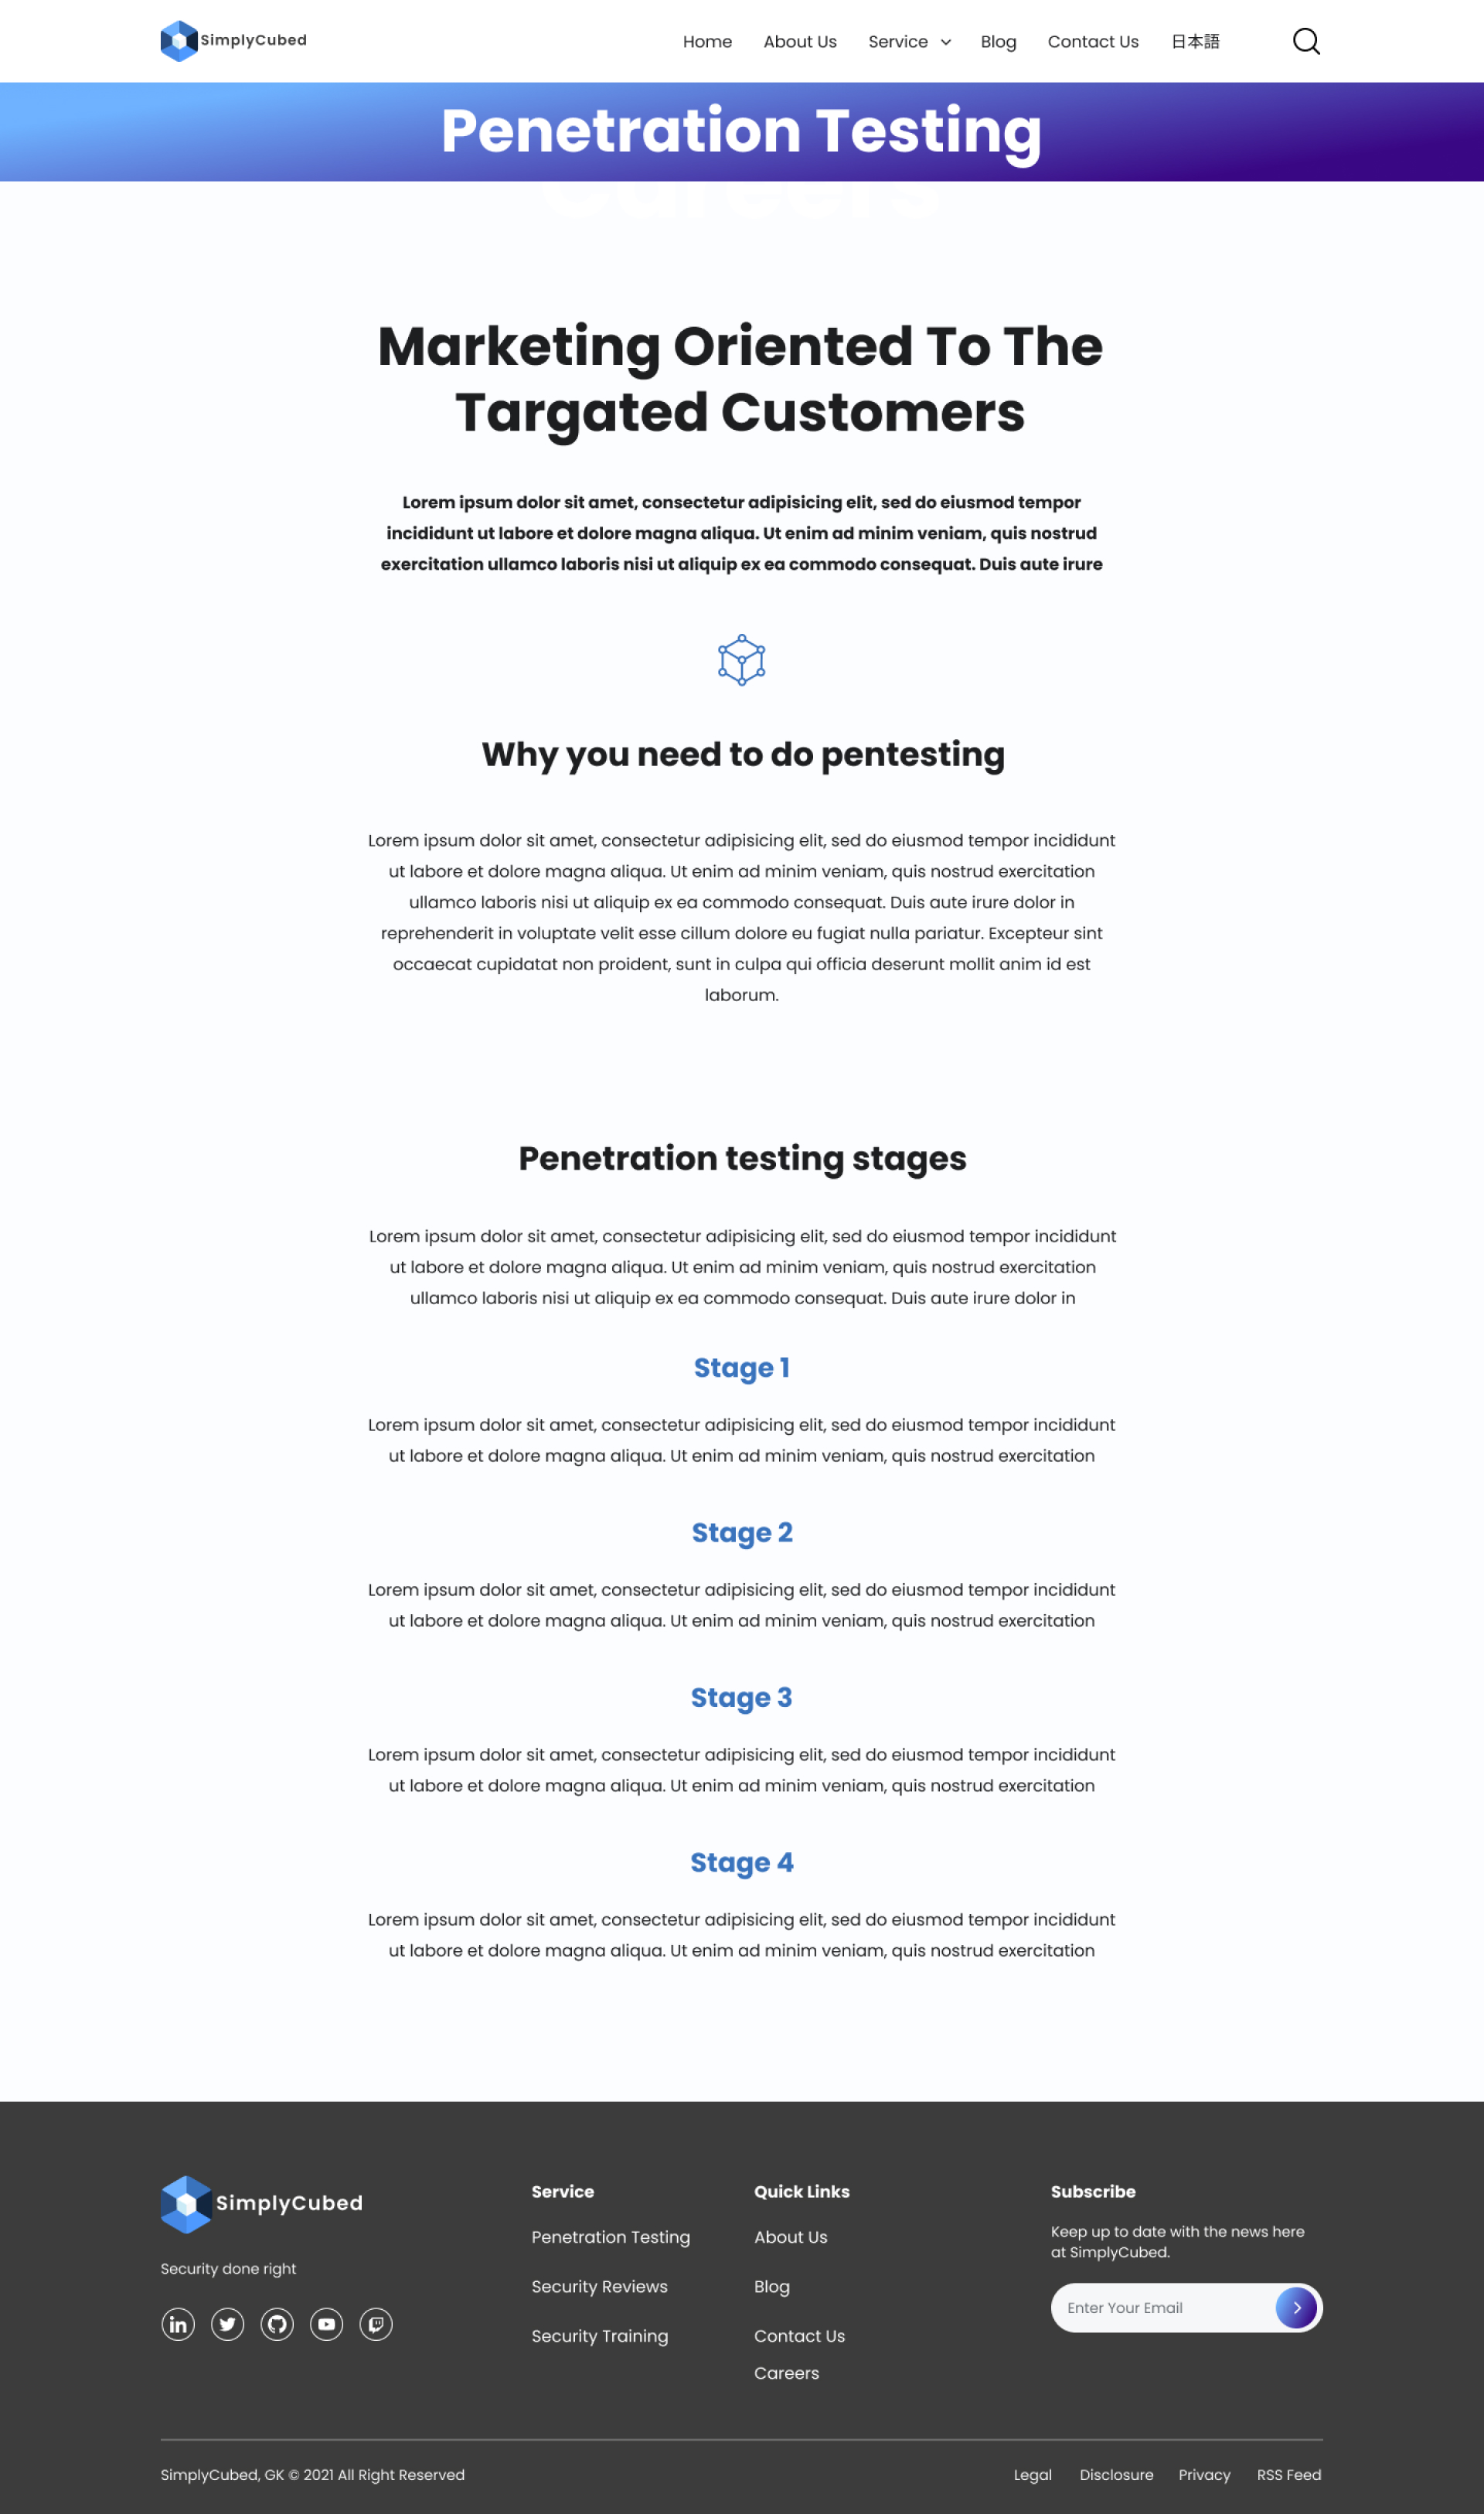 SimplyCubed
Home About Us Service Blog Contact Us 日本語
Penetration Testing
Careers
Marketing Oriented To The
Targated Customers
Lorem ipsum dolor sit amet, consectetur adipisicing elit, sed do eiusmod tempor
incididunt ut labore et dolore magna aliqua. Ut enim ad minim veniam, quis nostrud
exercitation ullamco laboris nisi ut aliquip ex ea commodo consequat. Duis aute irure
Why you need to do pentesting
Lorem ipsum dolor sit amet, consectetur adipisicing elit, sed do eiusmod tempor incididunt
ut labore et dolore magna aliqua. Ut enim ad minim veniam, quis nostrud exercitation
ullamco laboris nisi ut aliquip ex ea commodo consequat. Duis aute irure dolor in
reprehenderit in voluptate velit esse cillum dolore eu fugiat nulla pariatur. Excepteur sint
occaecat cupidatat non proident, sunt in culpa qui officia deserunt mollit anim id est
laborum.
Penetration testing stages
Lorem ipsum dolor sit amet, consectetur adipisicing elit, sed do eiusmod tempor incididunt
ut labore et dolore magna aliqua. Ut enim ad minim veniam, quis nostrud exercitation
ullamco laboris nisi ut aliquip ex ea commodo consequat. Duis aute irure dolor in
Stage 1
Lorem ipsum dolor sit amet, consectetur adipisicing elit, sed do eiusmod tempor incididunt
ut labore et dolore magna aliqua. Ut enim ad minim veniam, quis nostrud exercitation
Stage 2
Lorem ipsum dolor sit amet, consectetur adipisicing elit, sed do eiusmod tempor incididunt
ut labore et dolore magna aliqua. Ut enim ad minim veniam, quis nostrud exercitation
Stage 3
Lorem ipsum dolor sit amet, consectetur adipisicing elit, sed do eiusmod tempor incididunt
ut labore et dolore magna aliqua. Ut enim ad minim veniam, quis nostrud exercitation
Stage 4
Lorem ipsum dolor sit amet, consectetur adipisicing elit, sed do eiusmod tempor incididunt
ut labore et dolore magna aliqua. Ut enim ad minim veniam, quis nostrud exercitation
SimplyCubed
Security done right
in
Service
Penetration Testing
Security Reviews
Security Training
Quick Links
About Us
Blog
Contact Us
Careers
Subscribe
Keep up to date with the news here
at SimplyCubed.
Enter Your Email
SimplyCubed, GK © 2021 All Right Reserved
Legal Disclosure Privacy RSS Feed